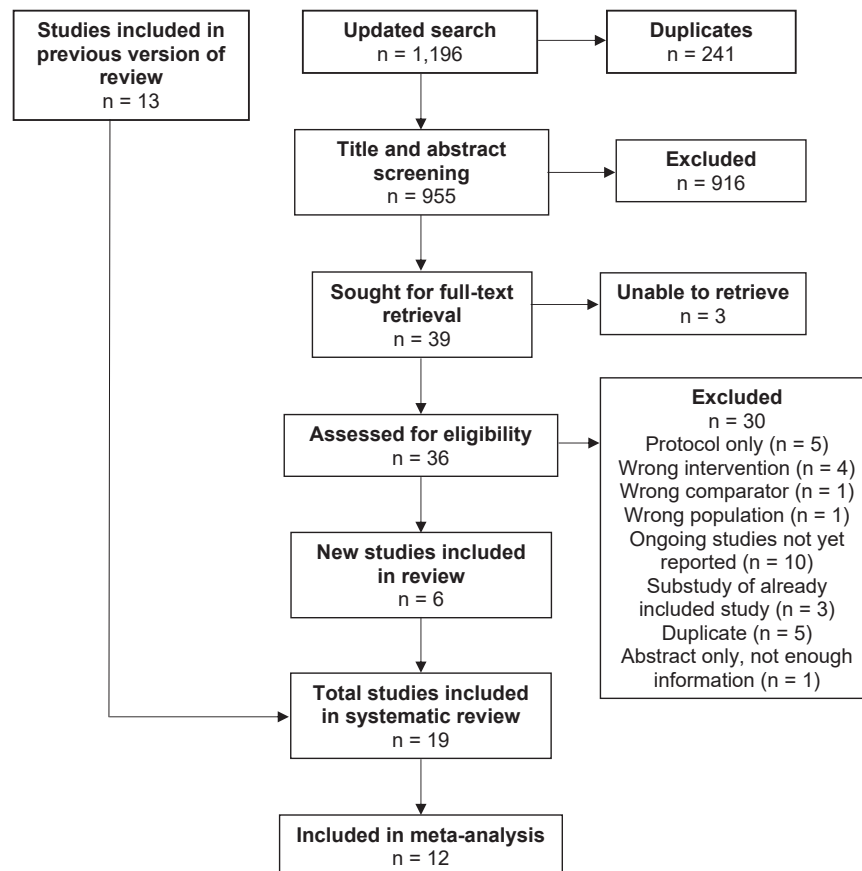 Studies included in
previous version of
review
n = 13
Updated search
n = 1,196
Duplicates
n = 241
Title and abstract
screening
n = 955
Excluded
n = 916
Sought for full-text
retrieval
n = 39
Unable to retrieve
n = 3
Assessed for eligibility
n = 36
Excluded
n = 30
Protocol only (n = 5)
Wrong intervention (n = 4)
Wrong comparator (n = 1)
Wrong population (n = 1)
Ongoing studies not yet
reported (n = 10)
Substudy of already
included study (n = 3)
Duplicate (n = 5)
Abstract only, not enough
information (n = 1)
New studies included
in review
n = 6
Total studies included
in systematic review
n = 19
Included in meta-analysis
n = 12